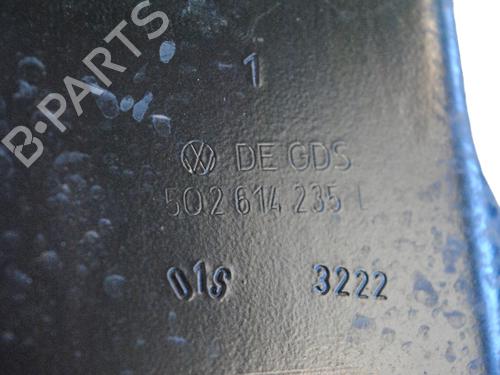 B-PARTS
1
DE GDS
5Q2 614 235 L
01S 3222